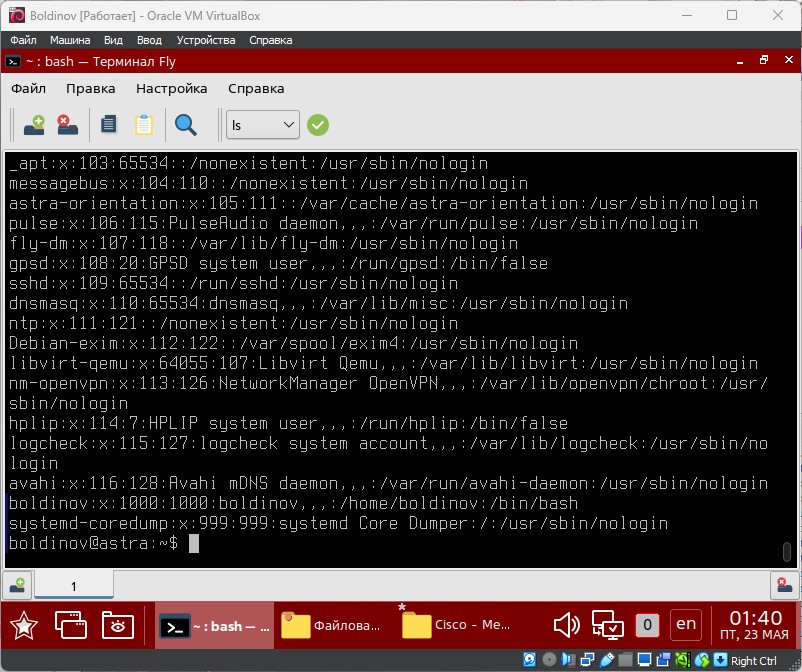 Boldinov [Работает] - Oracle VM VirtualBox
Файл Машина Вид Ввод Устройства Справка
~ : bash — Терминал Fly
Файл Правка Настройка Справка
ls
_apt:x:103:65534::/nonexistent:/usr/sbin/nologin
messagebus:x:104:110::/nonexistent:/usr/sbin/nologin
astra-orientation:x:105:111::/var/cache/astra-orientation:/usr/sbin/nologin
pulse:x:106:115:PulseAudio daemon,,,:/var/run/pulse:/usr/sbin/nologin
fly-dm:x:107:118::/var/lib/fly-dm:/usr/sbin/nologin
gpsd:x:108:20:GPSD system user,,,:/run/gpsd:/bin/false
sshd:x:109:65534::/run/sshd:/usr/sbin/nologin
dnsmasq:x:110:65534:dnsmasq,,,:/var/lib/misc:/usr/sbin/nologin
ntp:x:111:121::/nonexistent:/usr/sbin/nologin
Debian-exim:x:112:122::/var/spool/exim4:/usr/sbin/nologin
libvirt-qemu:x:64055:107:Libvirt Qemu,,,:/var/lib/libvirt:/usr/sbin/nologin
nm-openvpn:x:113:126:NetworkManager OpenVPN,,,:/var/lib/openvpn/chroot:/usr/
sbin/nologin
hplip:x:114:7:HPLIP system user,,,:/run/hplip:/bin/false
logcheck:x:115:127:logcheck system account,,,:/var/lib/logcheck:/usr/sbin/no
login
avahi:x:116:128:Avahi mDNS daemon,,,:/var/run/avahi-daemon:/usr/sbin/nologin
boldinov:x:1000:1000:boldinov,,,:/home/boldinov:/bin/bash
systemd-coredump:x:999:999:systemd Core Dumper:/:/usr/sbin/nologin
boldinov@astra:~$
1
~ : bash — ... Файлова... * Cisco – Ме... 0 en 01:40
ПТ, 23 МАЯ
Right Ctrl